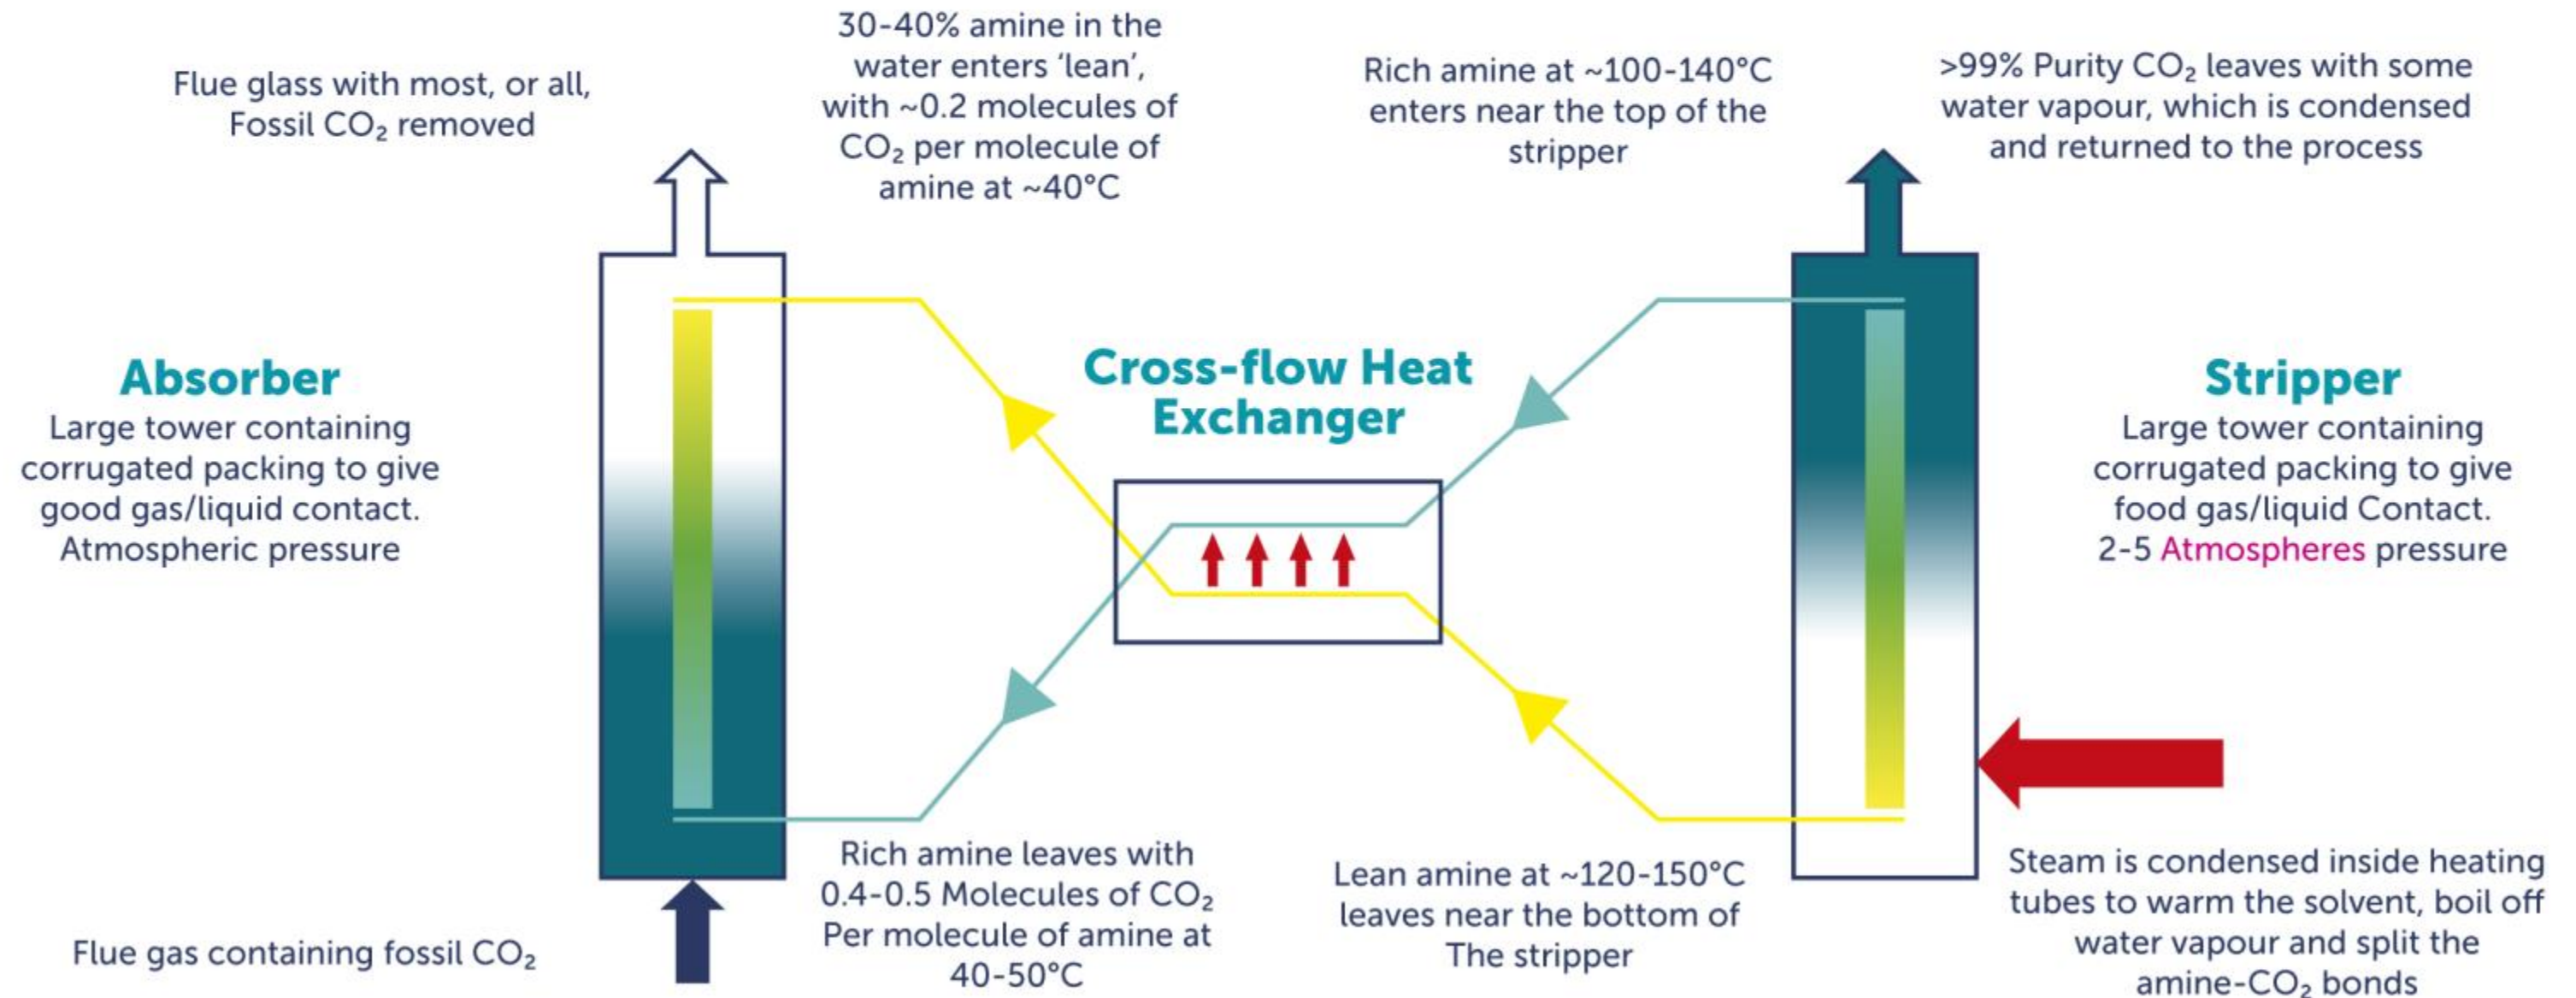 Flue glass with most, or all,
Fossil CO₂ removed
30-40% amine in the
water enters ‘lean’,
with ~0.2 molecules of
CO₂ per molecule of
amine at ~40°C
Rich amine at ~100-140°C
enters near the top of the
stripper
>99% Purity CO₂ leaves with some
water vapour, which is condensed
and returned to the process
Absorber
Large tower containing
corrugated packing to give
good gas/liquid contact.
Atmospheric pressure
Cross-flow Heat
Exchanger
Stripper
Large tower containing
corrugated packing to give
food gas/liquid Contact.
2-5 Atmospheres pressure
Flue gas containing fossil CO₂
Rich amine leaves with
0.4-0.5 Molecules of CO₂
Per molecule of amine at
40-50°C
Lean amine at ~120-150°C
leaves near the bottom of
The stripper
Steam is condensed inside heating
tubes to warm the solvent, boil off
water vapour and split the
amine-CO₂ bonds